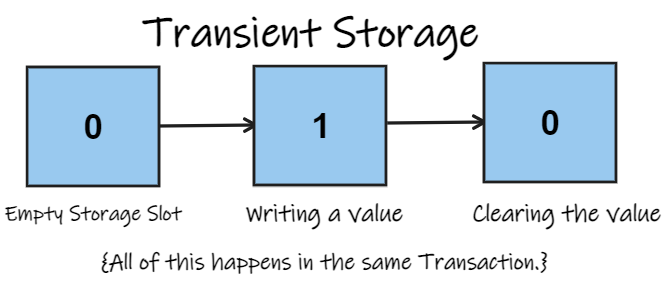 Transient Storage
0
1
0
Empty Storage Slot
Writing a value
Clearing the value
{All of this happens in the same Transaction.}